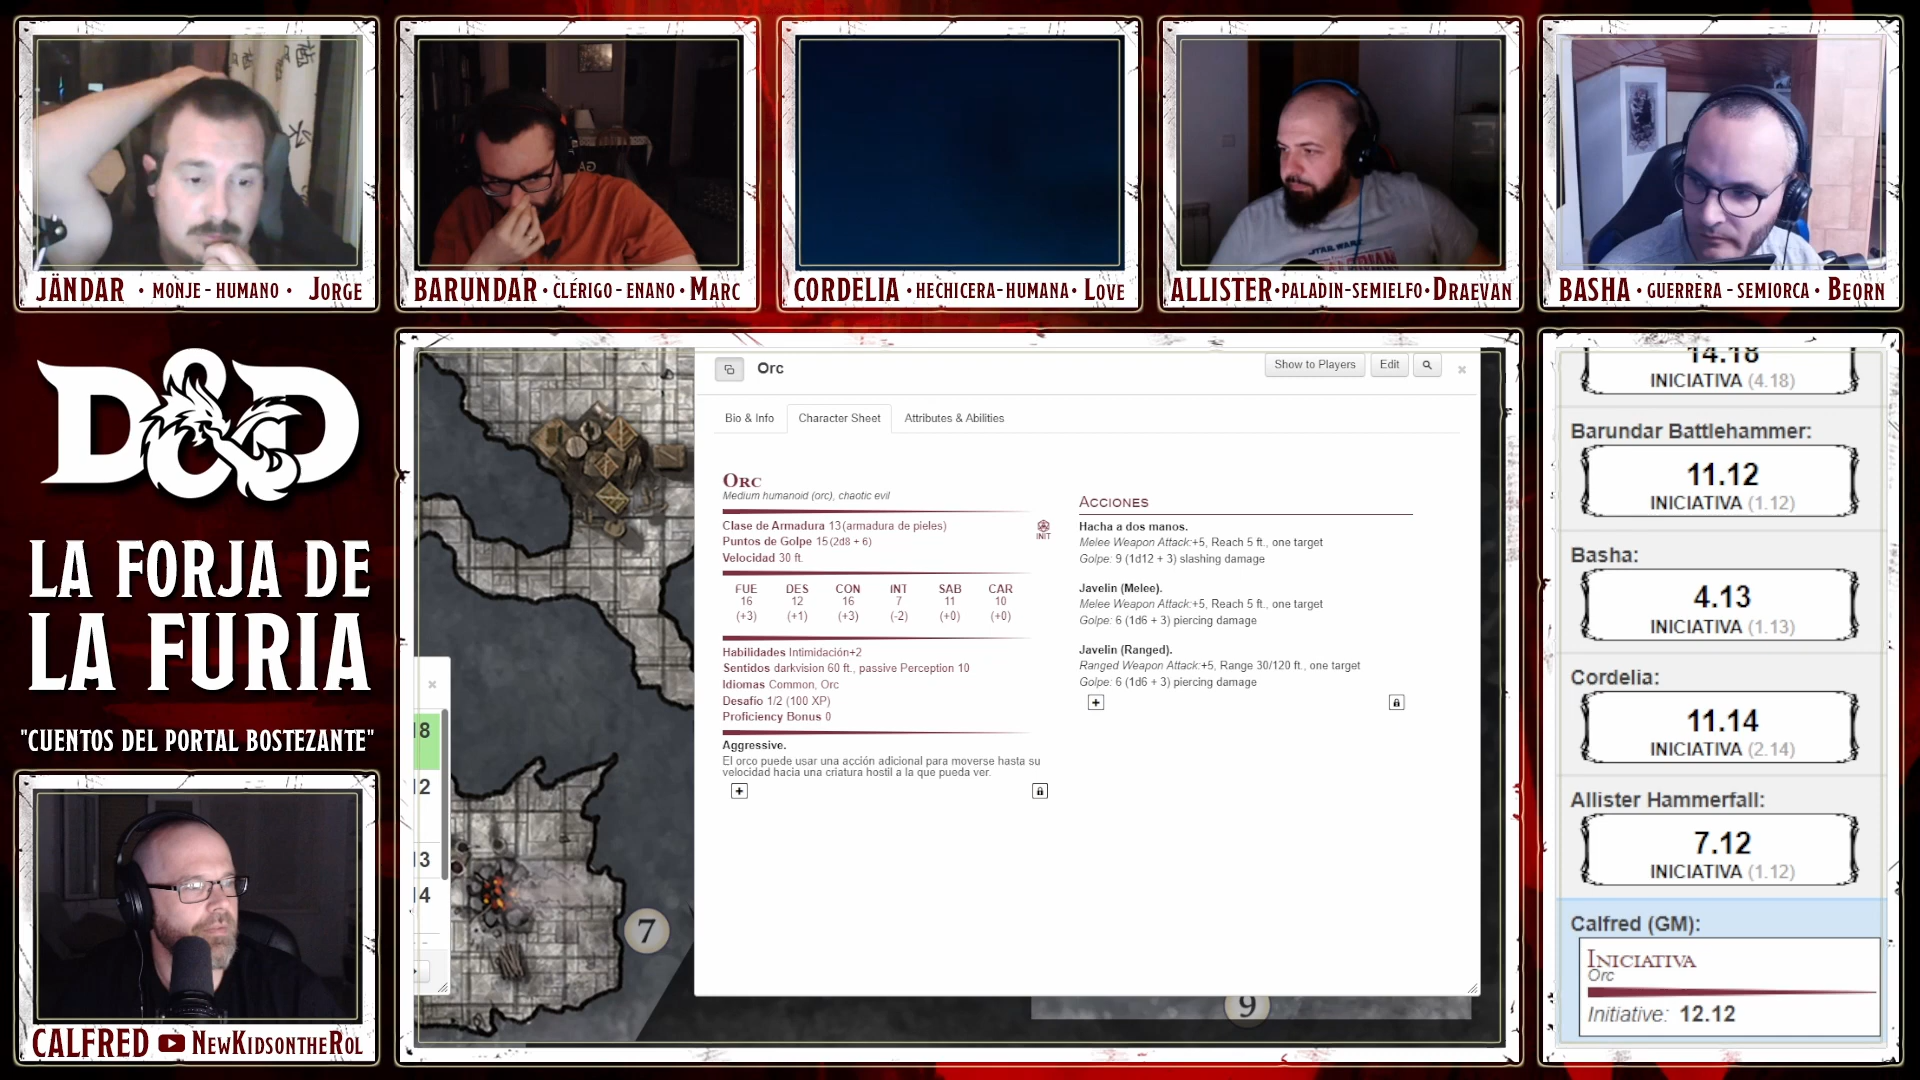 JÄNDAR • MONJE - HUMANO • JORGE
BARUNDAR • CLÉRIGO - ENANO • MARC
CORDELIA • HECHICERA - HUMANA • LOVE
ALLISTER • PALADIN - SEMIELFO • DRAEVAN
BASHA • GUERRERA - SEMIORCA • BEORN
STAR WARS
D&D
LA FORJA DE
LA FURIA
"CUENTOS DEL PORTAL BOSTEZANTE"
CALFRED NEWKIDSONTHEROL
18
12
13
14
7
9
Orc
Show to Players
Edit
Bio & Info
Character Sheet
Attributes & Abilities
ORC
Medium humanoid (orc), chaotic evil
Clase de Armadura 13 (armadura de pieles)
Puntos de Golpe 15 (2d8 + 6)
Velocidad 30 ft.
INIT
FUE DES CON INT SAB CAR
16 12 16 7 11 10
(+3) (+1) (+3) (-2) (+0) (+0)
Habilidades Intimidación+2
Sentidos darkvision 60 ft., passive Perception 10
Idiomas Common, Orc
Desafío 1/2 (100 XP)
Proficiency Bonus 0
Aggressive.
El orco puede usar una acción adicional para moverse hasta su
velocidad hacia una criatura hostil a la que pueda ver.
ACCIONES
Hacha a dos manos.
Melee Weapon Attack:+5, Reach 5 ft., one target
Golpe: 9 (1d12 + 3) slashing damage
Javelin (Melee).
Melee Weapon Attack:+5, Reach 5 ft., one target
Golpe: 6 (1d6 + 3) piercing damage
Javelin (Ranged).
Ranged Weapon Attack:+5, Range 30/120 ft., one target
Golpe: 6 (1d6 + 3) piercing damage
14.18
INICIATIVA (4.18)
Barundar Battlehammer:
11.12
INICIATIVA (1.12)
Basha:
4.13
INICIATIVA (1.13)
Cordelia:
11.14
INICIATIVA (2.14)
Allister Hammerfall:
7.12
INICIATIVA (1.12)
Calfred (GM):
INICIATIVA
Orc
Initiative: 12.12